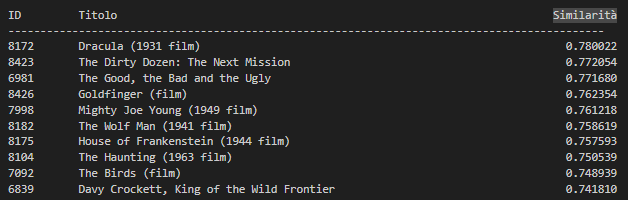 ID Titolo Similarità
--------------------------------------------------------------------------------
8172 Dracula (1931 film) 0.780022
8423 The Dirty Dozen: The Next Mission 0.772054
6981 The Good, the Bad and the Ugly 0.771680
8426 Goldfinger (film) 0.762354
7998 Mighty Joe Young (1949 film) 0.761218
8182 The Wolf Man (1941 film) 0.758619
8175 House of Frankenstein (1944 film) 0.757593
8104 The Haunting (1963 film) 0.750539
7092 The Birds (film) 0.748939
6839 Davy Crockett, King of the Wild Frontier 0.741810